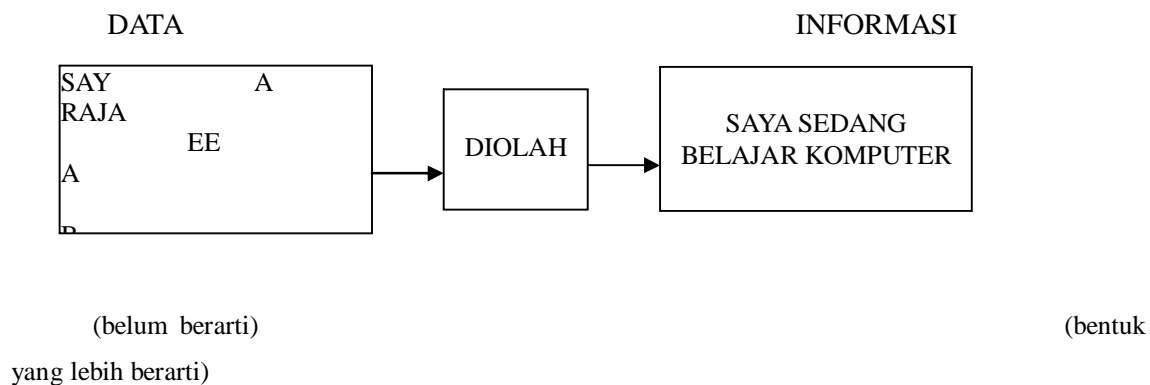 DATA INFORMASI
SAY A
RAJA
EE
A
DIOLAH
SAYA SEDANG
BELAJAR KOMPUTER
(belum berarti) (bentuk
yang lebih berarti)